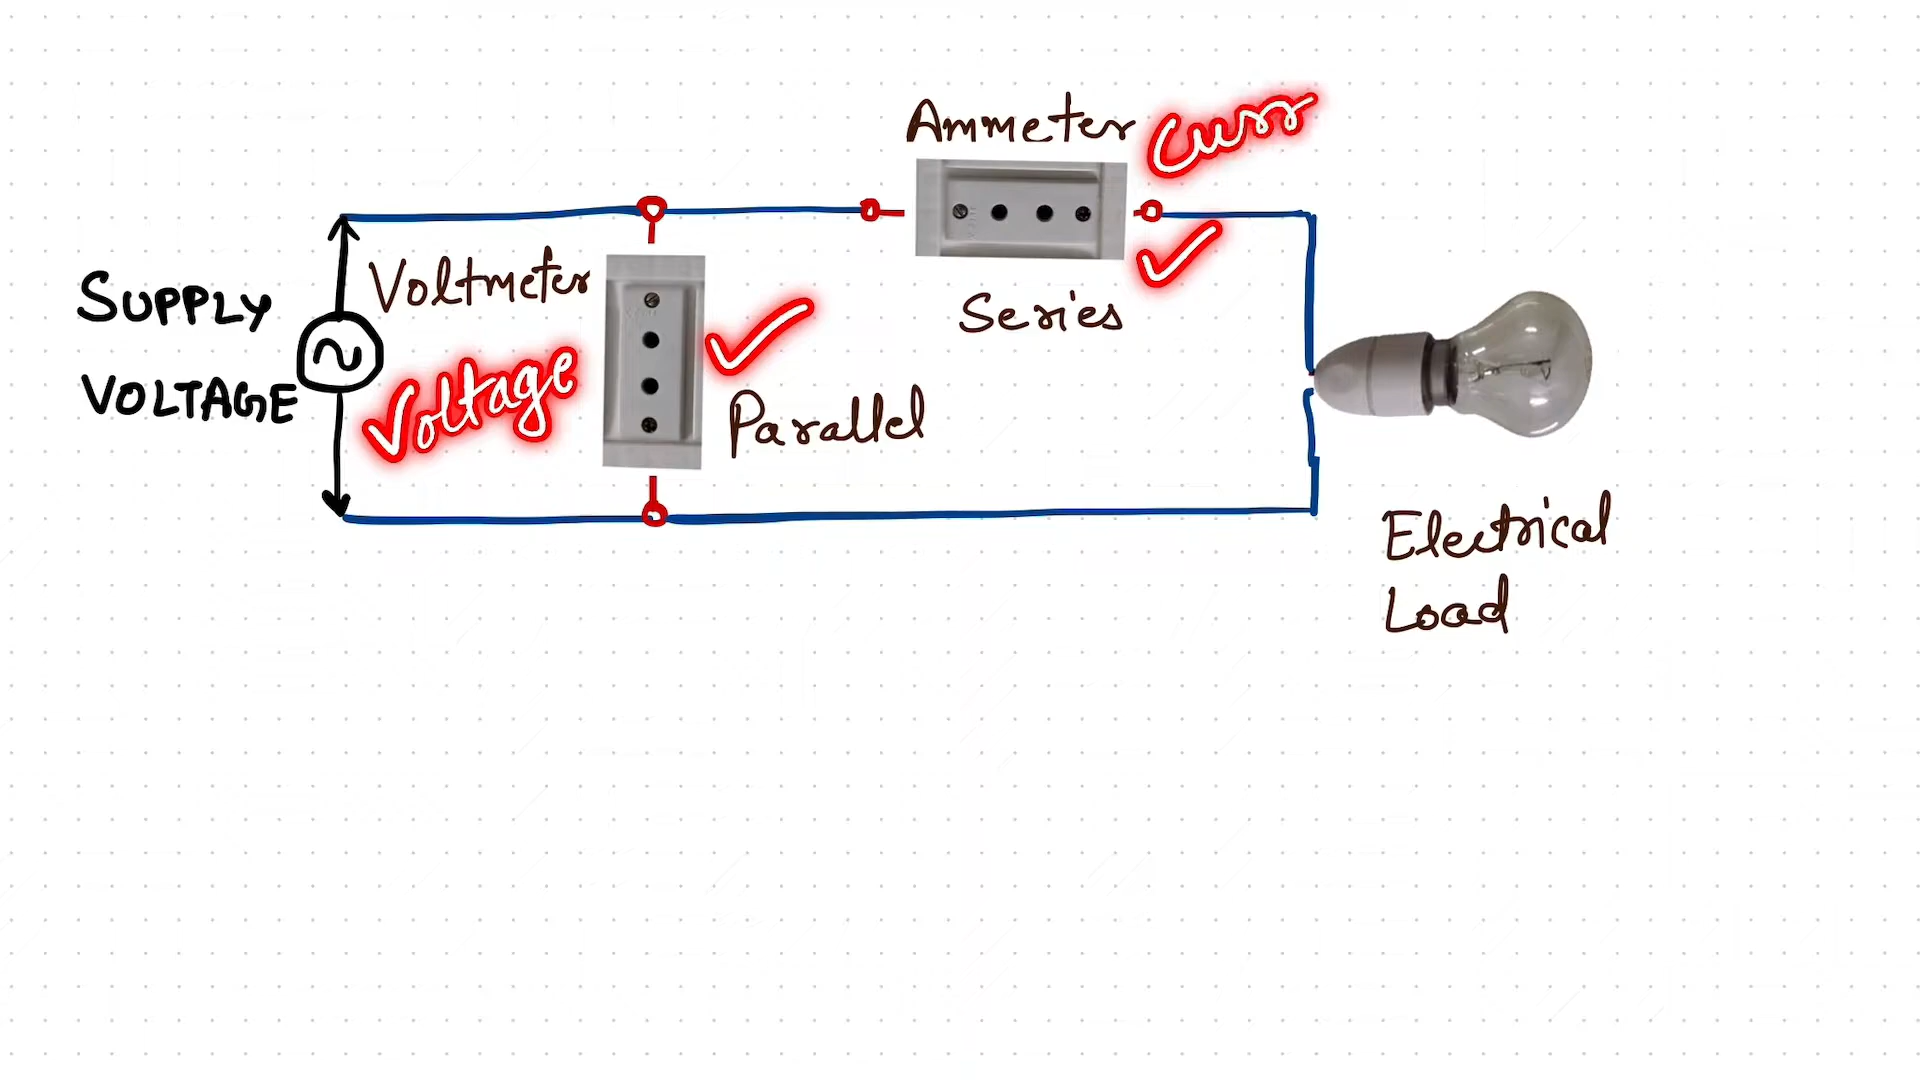 Ammeter Curr
SUPPLY
VOLTAGE
Voltmeter
Voltage
Series
Parallel
Electrical
Load